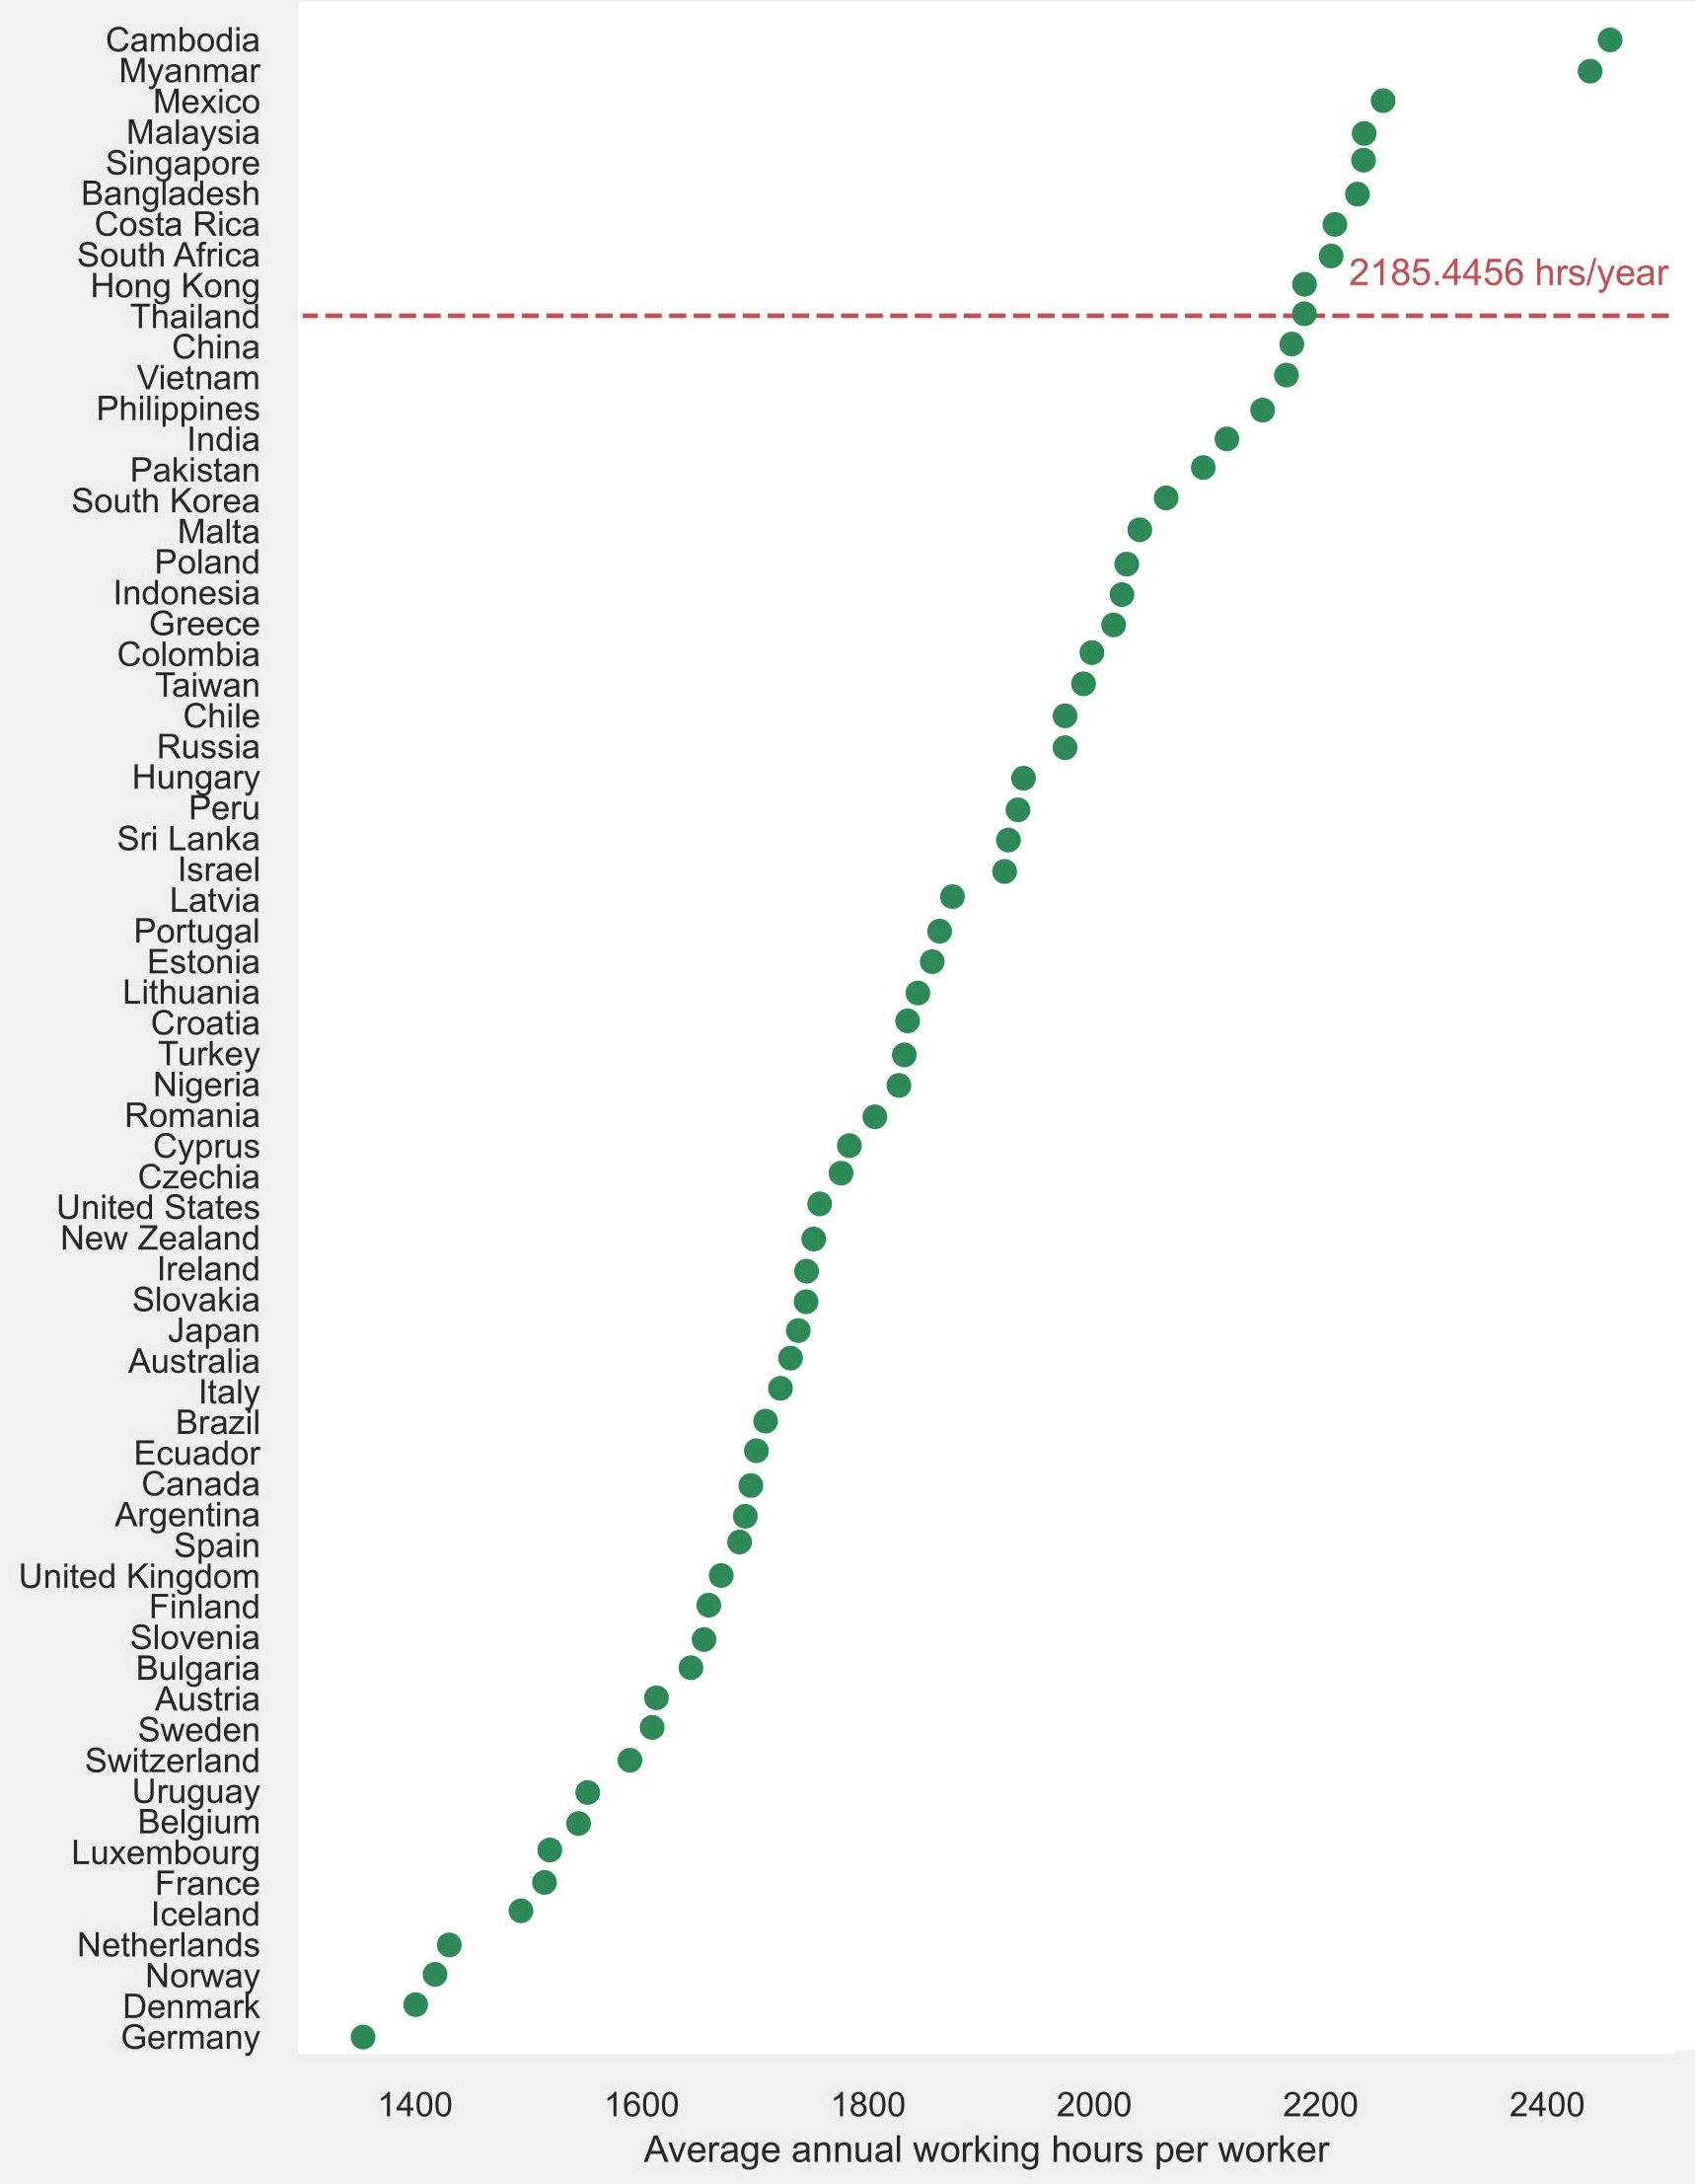 Cambodia
Myanmar
Mexico
Malaysia
Singapore
Bangladesh
Costa Rica
South Africa
2185.4456 hrs/year
Hong Kong
Thailand
China
Vietnam
Philippines
India
Pakistan
South Korea
Malta
Poland
Indonesia
Greece
Colombia
Taiwan
Chile
Russia
Hungary
Peru
Sri Lanka
Israel
Latvia
Portugal
Estonia
Lithuania
Croatia
Turkey
Nigeria
Romania
Cyprus
Czechia
United States
New Zealand
Ireland
Slovakia
Japan
Australia
Italy
Brazil
Ecuador
Canada
Argentina
Spain
United Kingdom
Finland
Slovenia
Bulgaria
Austria
Sweden
Switzerland
Uruguay
Belgium
Luxembourg
France
Iceland
Netherlands
Norway
Denmark
Germany
1400 1600 1800 2000 2200 2400
Average annual working hours per worker